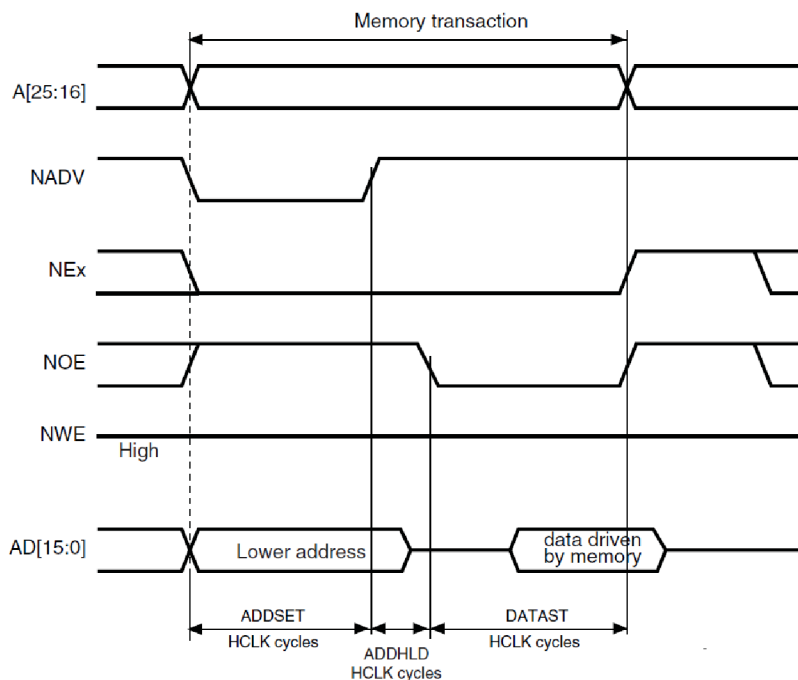 Memory transaction
A[25:16]
NADV
NEx
NOE
NWE
High
AD[15:0]
Lower address
data driven
by memory
ADDSET
HCLK cycles
ADDHLD
HCLK cycles
DATAST
HCLK cycles